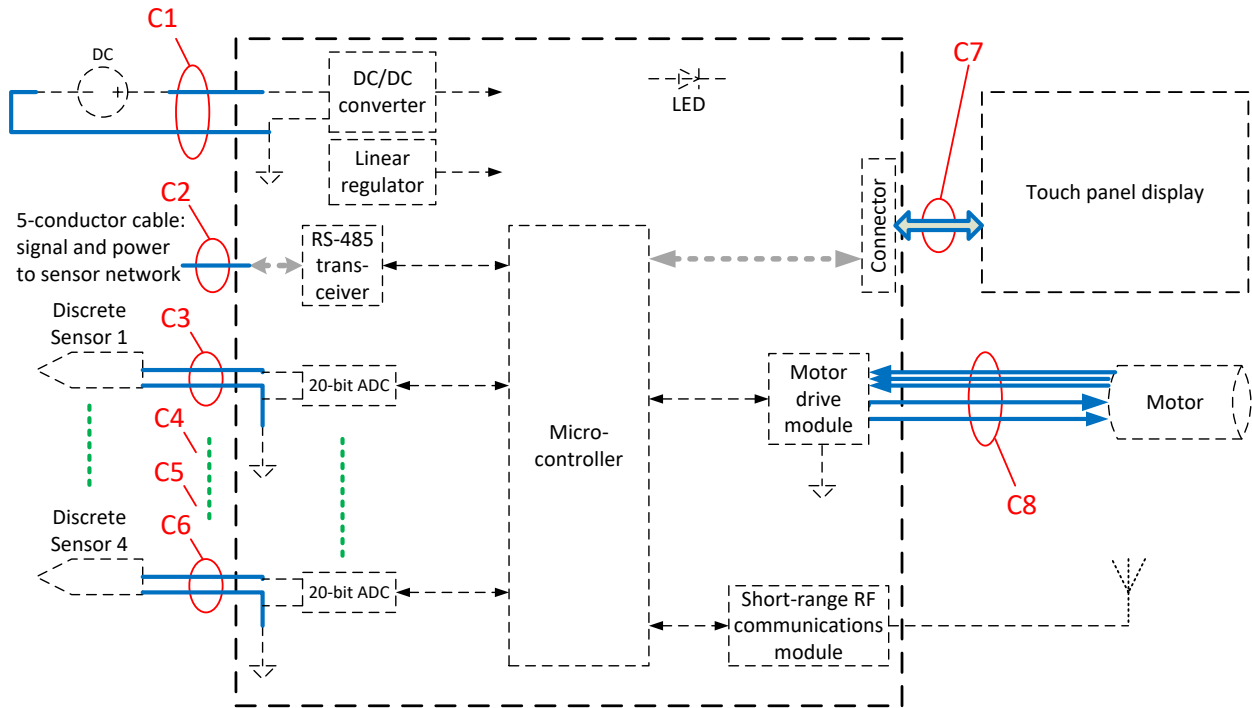 C1
DC
+
DC/DC
converter
Linear
regulator
LED
C7
Touch panel display
Connector
C2
5-conductor cable:
signal and power
to sensor network
RS-485
trans-
ceiver
Discrete
Sensor 1
C3
20-bit ADC
C4
C5
C6
Discrete
Sensor 4
20-bit ADC
Micro-
controller
Motor
drive
module
Motor
C8
Short-range RF
communications
module